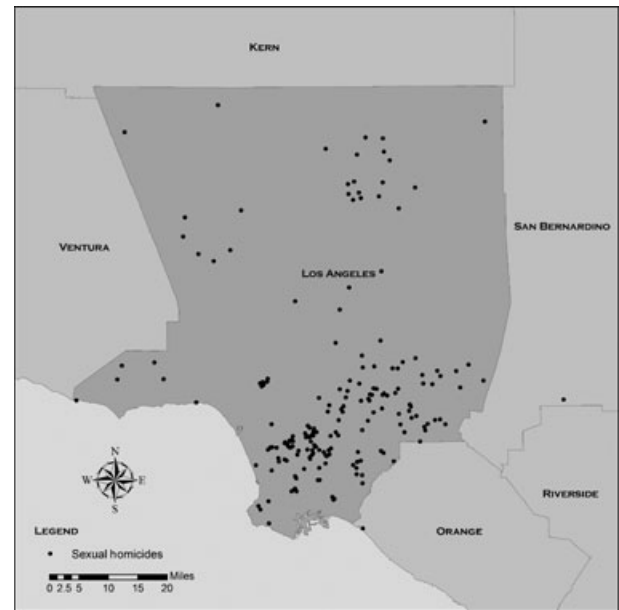 KERN
SAN BERNARDINO
VENTURA
LOS ANGELES
N
W E
S
RIVERSIDE
ORANGE
LEGEND
Sexual homicides
Miles
0 2.5 5 10 15 20